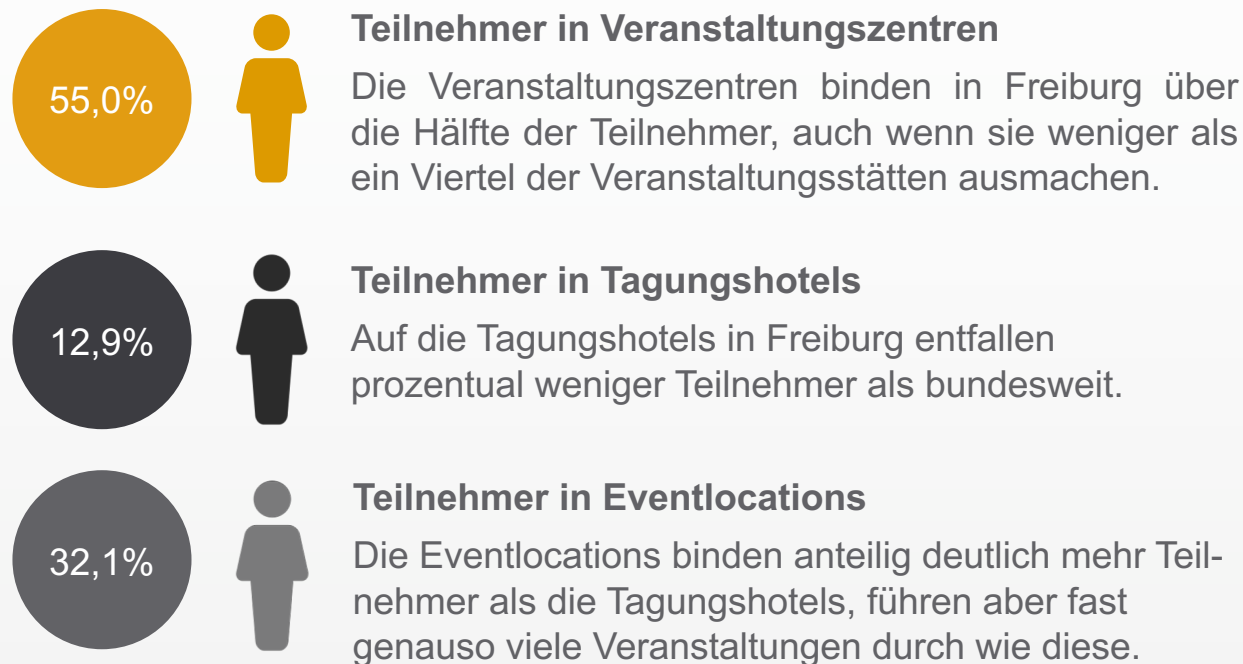 55,0%
Teilnehmer in Veranstaltungszentren
Die Veranstaltungszentren binden in Freiburg über
die Hälfte der Teilnehmer, auch wenn sie weniger als
ein Viertel der Veranstaltungsstätten ausmachen.
12,9%
Teilnehmer in Tagungshotels
Auf die Tagungshotels in Freiburg entfallen
prozentual weniger Teilnehmer als bundesweit.
32,1%
Teilnehmer in Eventlocations
Die Eventlocations binden anteilig deutlich mehr Teil-
nehmer als die Tagungshotels, führen aber fast
genauso viele Veranstaltungen durch wie diese.